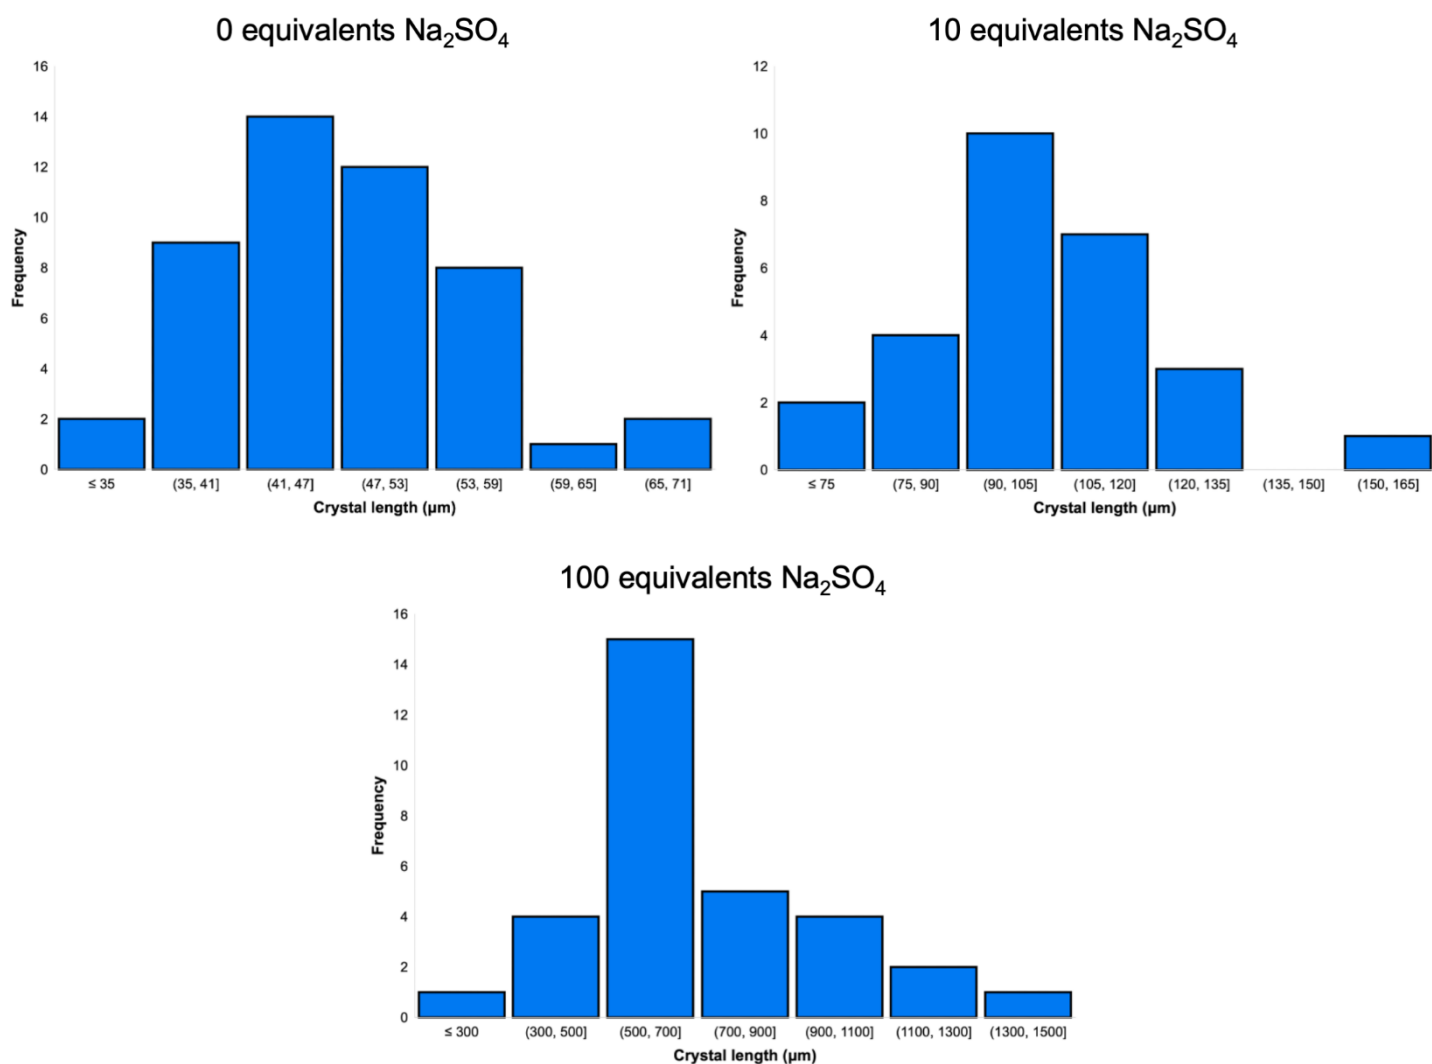 0 equivalents Na₂SO₄
16
14
12
10
8
6
4
2
0
Frequency
≤ 35 (35, 41] (41, 47] (47, 53] (53, 59] (59, 65] (65, 71]
Crystal length (µm)
10 equivalents Na₂SO₄
12
10
8
6
4
2
0
Frequency
≤ 75 (75, 90] (90, 105] (105, 120] (120, 135] (135, 150] (150, 165]
Crystal length (µm)
100 equivalents Na₂SO₄
16
14
12
10
8
6
4
2
0
Frequency
≤ 300 (300, 500] (500, 700] (700, 900] (900, 1100] (1100, 1300] (1300, 1500]
Crystal length (µm)